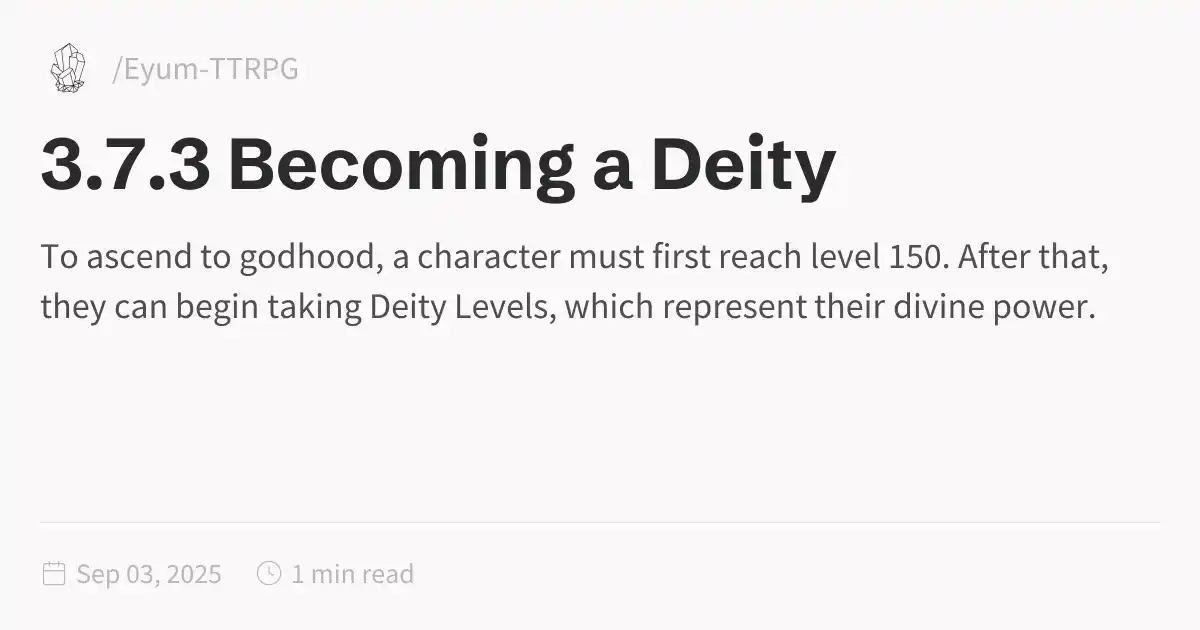 /Eyum-TTRPG
3.7.3 Becoming a Deity
To ascend to godhood, a character must first reach level 150. After that,
they can begin taking Deity Levels, which represent their divine power.
Sep 03, 2025 1 min read